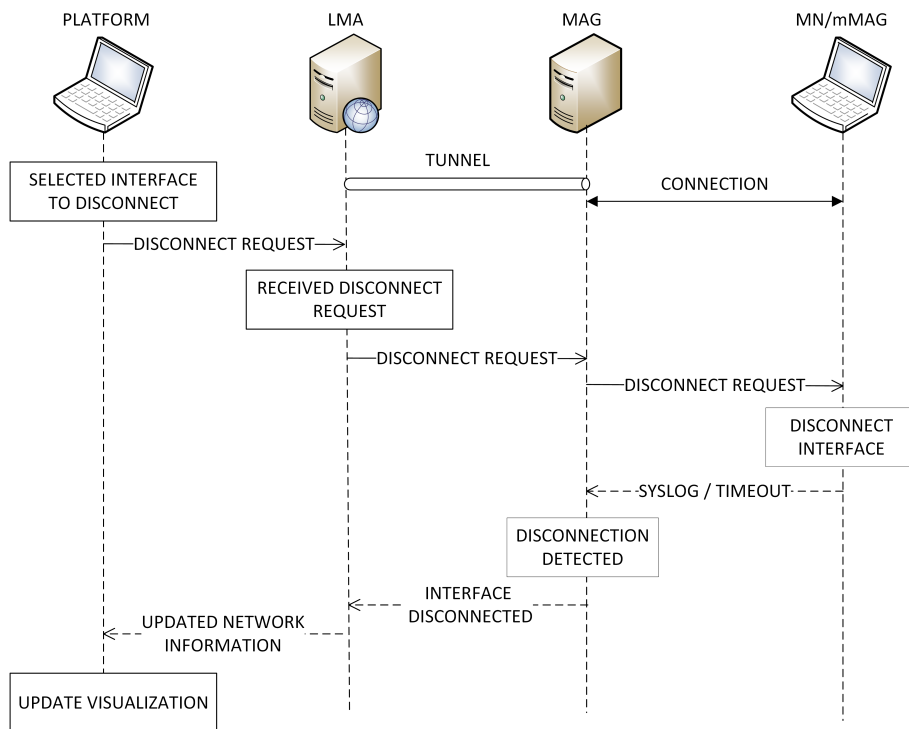 PLATFORM
LMA
MAG
MN/mMAG
TUNNEL
CONNECTION
SELECTED INTERFACE
TO DISCONNECT
DISCONNECT REQUEST
RECEIVED DISCONNECT
REQUEST
DISCONNECT REQUEST
DISCONNECT REQUEST
DISCONNECT
INTERFACE
SYSLOG / TIMEOUT
DISCONNECTION
DETECTED
INTERFACE
DISCONNECTED
UPDATED NETWORK
INFORMATION
UPDATE VISUALIZATION